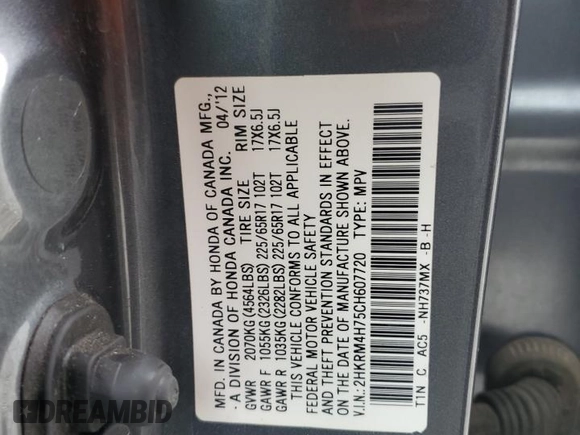 MFD. IN CANADA BY HONDA OF CANADA MFG.,
- A DIVISION OF HONDA CANADA INC. 04/'12
GVWR 2070KG(4564LBS) TIRE SIZE RIM SIZE
GAWR F 1055KG(2326LBS)225/65R17 102T 17X6.5J
GAWR R 1035KG(2282LBS)225/65R17 102T 17X6.5J
THIS VEHICLE CONFORMS TO ALL APPLICABLE
FEDERAL MOTOR VEHICLE SAFETY
AND THEFT PREVENTION STANDARDS IN EFFECT
ON THE DATE OF MANUFACTURE SHOWN ABOVE.
V.I.N.:2HKRM4H75CH607720 TYPE: MPV
T1N C AC5 -NH737MX -B-H
DREAMBID